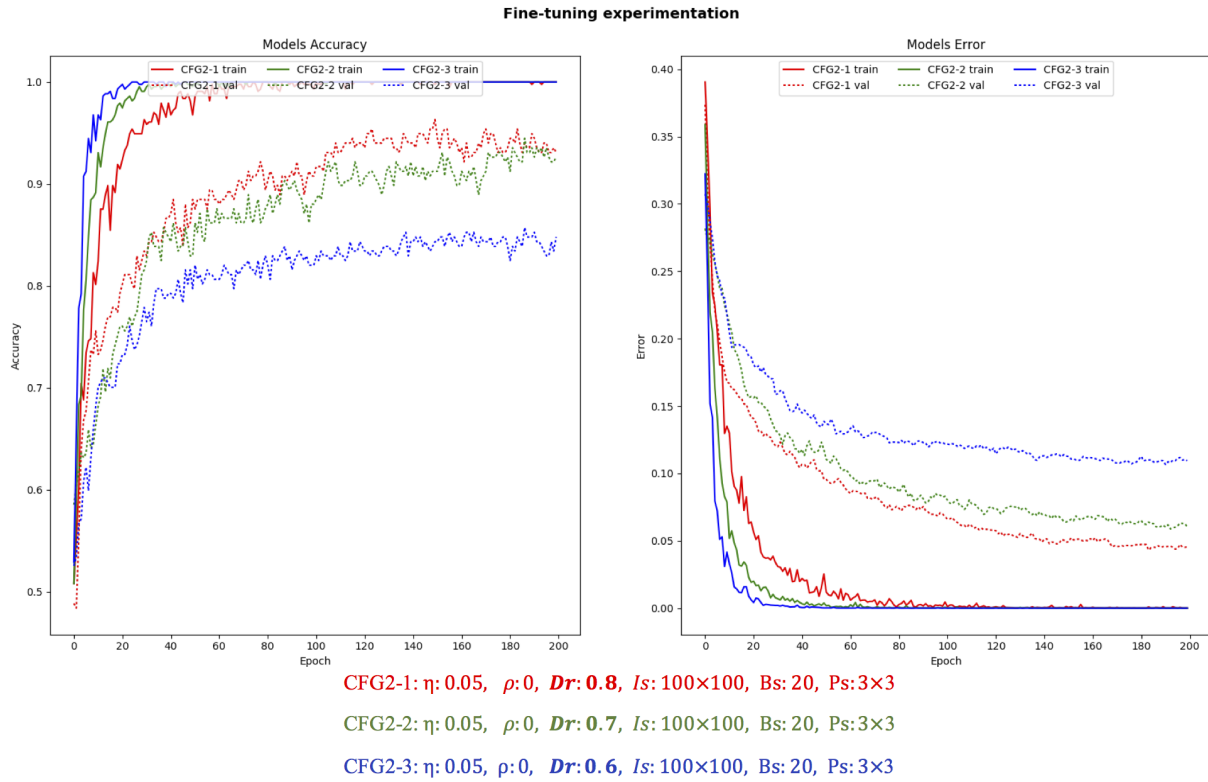 Fine-tuning experimentation
Models Accuracy
CFG2-1 train
CFG2-1 val
CFG2-2 train
CFG2-2 val
CFG2-3 train
CFG2-3 val
1.0
0.9
0.8
0.7
0.6
0.5
Accuracy
0 20 40 60 80 100 120 140 160 180 200
Epoch
Models Error
CFG2-1 train
CFG2-1 val
CFG2-2 train
CFG2-2 val
CFG2-3 train
CFG2-3 val
0.40
0.35
0.30
0.25
0.20
0.15
0.10
0.05
0.00
Error
0 20 40 60 80 100 120 140 160 180 200
Epoch
CFG2-1: η: 0.05, ρ: 0, Dr: 0.8, Is: 100×100, Bs: 20, Ps: 3×3
CFG2-2: η: 0.05, ρ: 0, Dr: 0.7, Is: 100×100, Bs: 20, Ps: 3×3
CFG2-3: η: 0.05, ρ: 0, Dr: 0.6, Is: 100×100, Bs: 20, Ps: 3×3